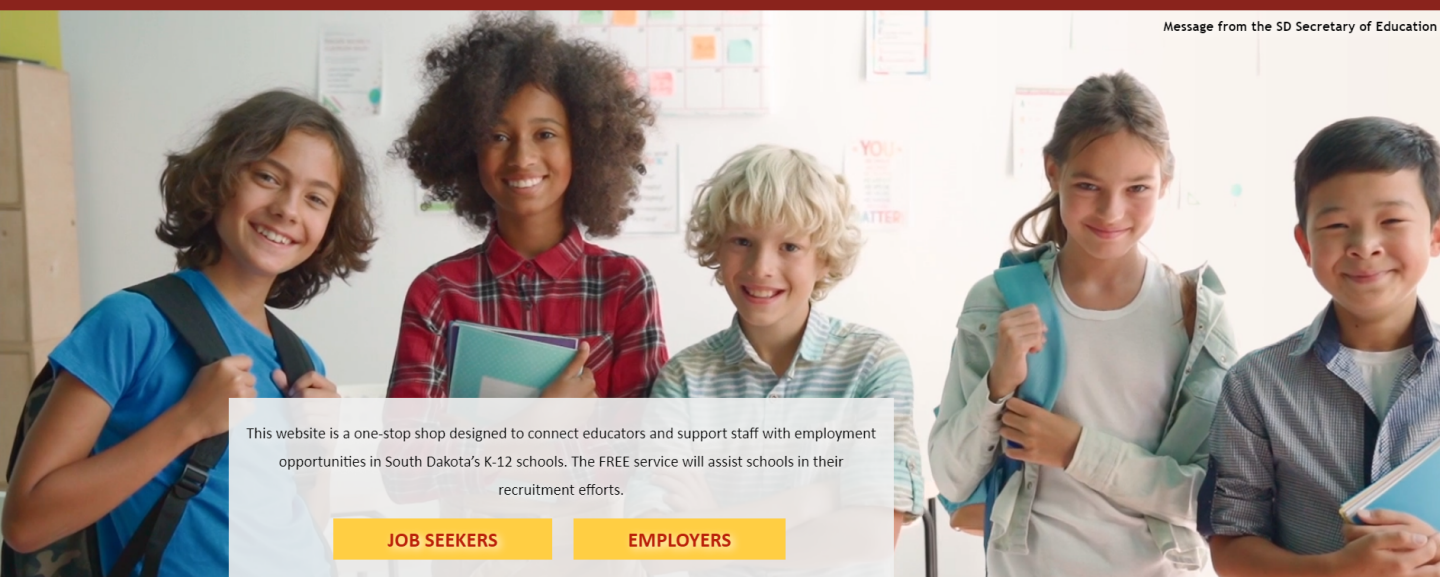 Message from the SD Secretary of Education
YOU
MATTER
This website is a one-stop shop designed to connect educators and support staff with employment
opportunities in South Dakota’s K-12 schools. The FREE service will assist schools in their
recruitment efforts.
JOB SEEKERS
EMPLOYERS